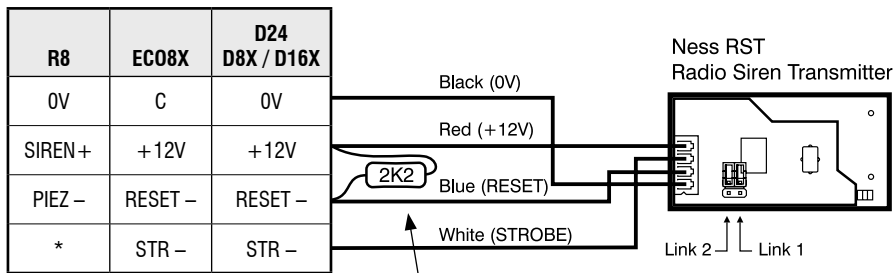 R8 ECO8X D24
D8X / D16X
0V C 0V
SIREN+ +12V +12V
PIEZ – RESET – RESET –
* STR – STR –
Black (0V)
Red (+12V)
2K2
Blue (RESET)
White (STROBE)
Ness RST
Radio Siren Transmitter
Link 2 Link 1